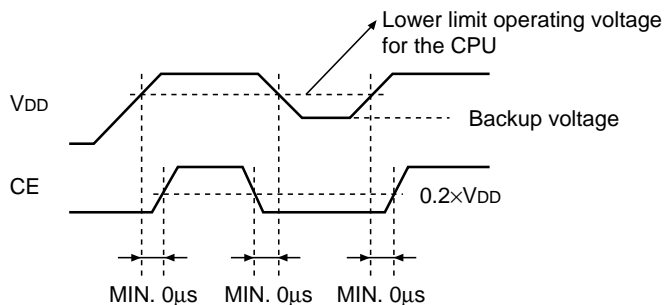 Lower limit operating voltage
for the CPU
VDD
Backup voltage
CE
0.2×VDD
MIN. 0μs MIN. 0μs MIN. 0μs